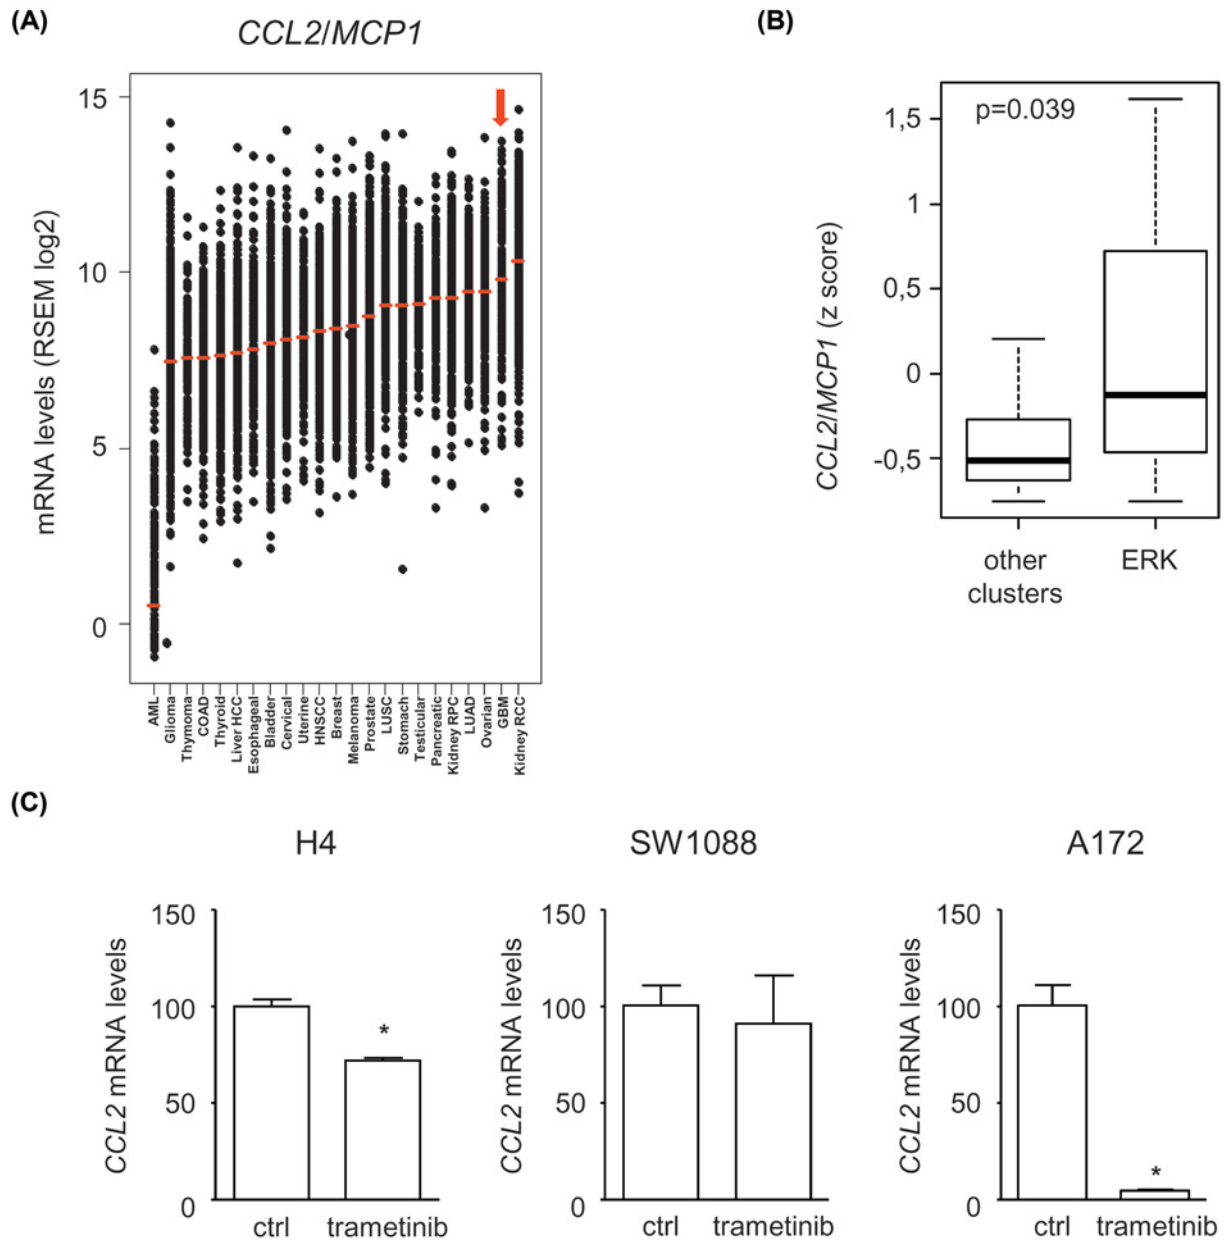 (A)
CCL2/MCP1
mRNA levels (RSEM log2)
15
10
5
0
AML
Glioma
Thymoma
COAD
Thyroid
Liver HCC
Esophageal
Bladder
Cervical
Uterine
HNSCC
Breast
Melanoma
Prostate
LUSC
Stomach
Testicular
Pancreatic
Kidney RPC
LUAD
Ovarian
GBM
Kidney RCC
(B)
p=0.039
CCL2/MCP1 (z score)
1,5
1
0,5
0
-0,5
other
clusters
ERK
(C)
H4
CCL2 mRNA levels
150
100
50
0
ctrl
trametinib
*
SW1088
CCL2 mRNA levels
150
100
50
0
ctrl
trametinib
A172
CCL2 mRNA levels
150
100
50
0
ctrl
trametinib
*